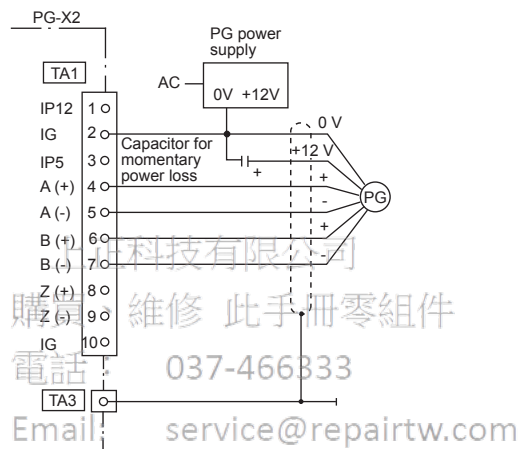 PG-X2
PG power
supply
TA1
AC
0V +12V
IP12 1
0 V
IG 2
Capacitor for
momentary
power loss
+12 V
+
IP5 3
A (+) 4
+
PG
A (-) 5
-
B (+) 6
+
上正科技有限公司
B (-) 7
-
Z (+) 8
購買、維修 此手冊零組件
Z (-) 9
IG 10
電話： 037-466333
TA3
Email: service@repairtw.com